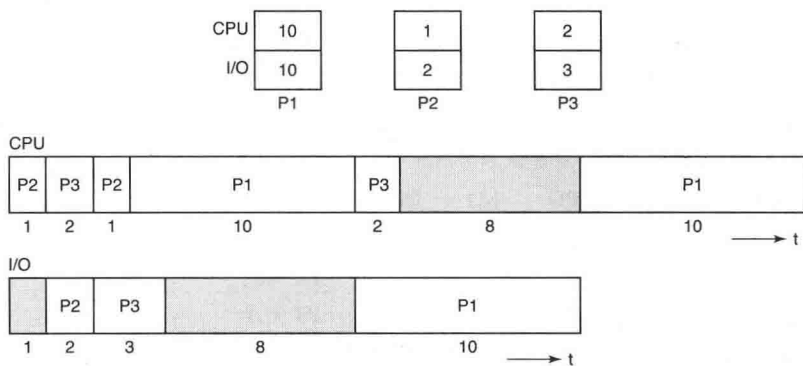 CPU 10 1 2
I/O 10 2 3
P1 P2 P3
CPU
P2 P3 P2 P1 P3 P1
1 2 1 10 2 8 10
t
I/O
P2 P3 P1
1 2 3 8 10
t